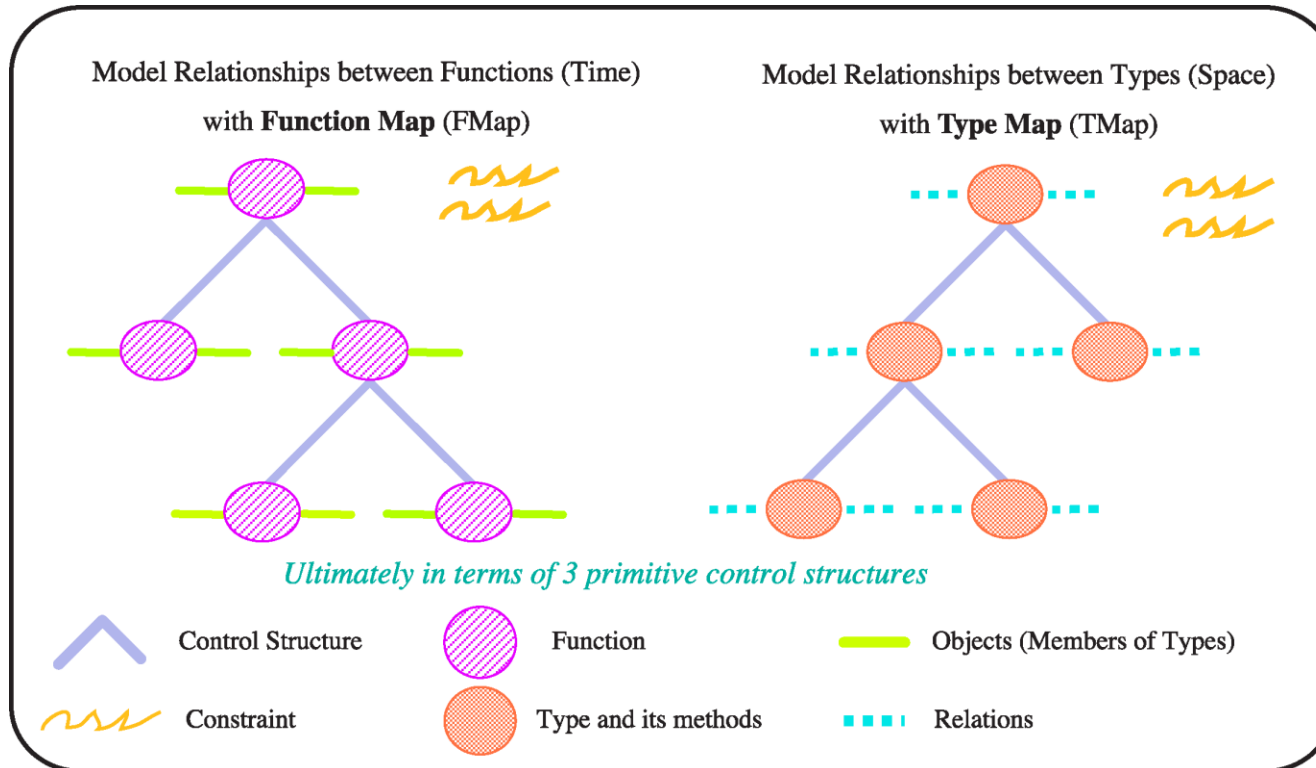 Model Relationships between Functions (Time)
with Function Map (FMap)
Model Relationships between Types (Space)
with Type Map (TMap)
Ultimately in terms of 3 primitive control structures
Control Structure
Function
Objects (Members of Types)
Constraint
Type and its methods
Relations